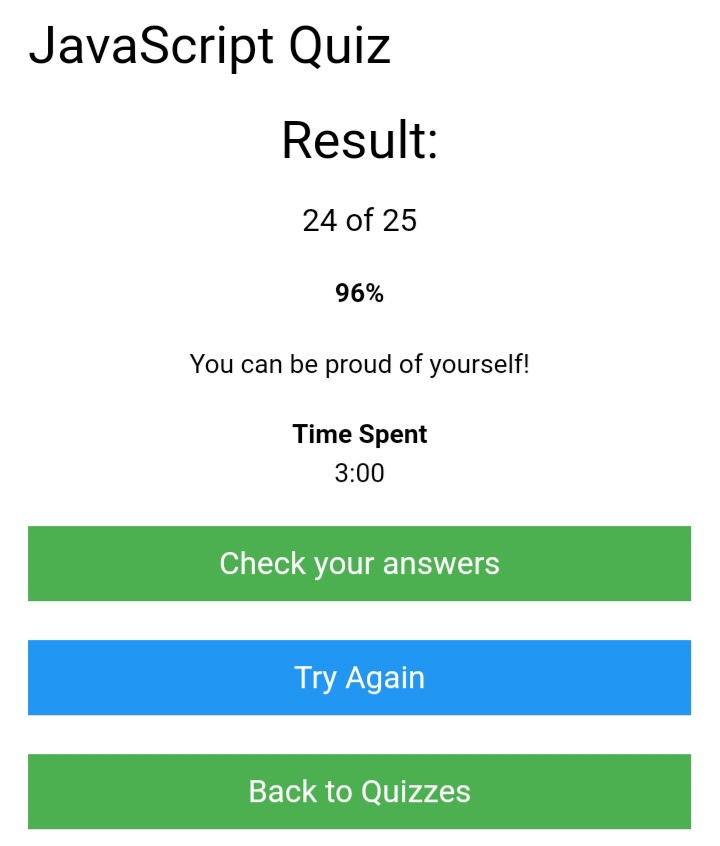 JavaScript Quiz
Result:
24 of 25
96%
You can be proud of yourself!
Time Spent
3:00
Check your answers
Try Again
Back to Quizzes